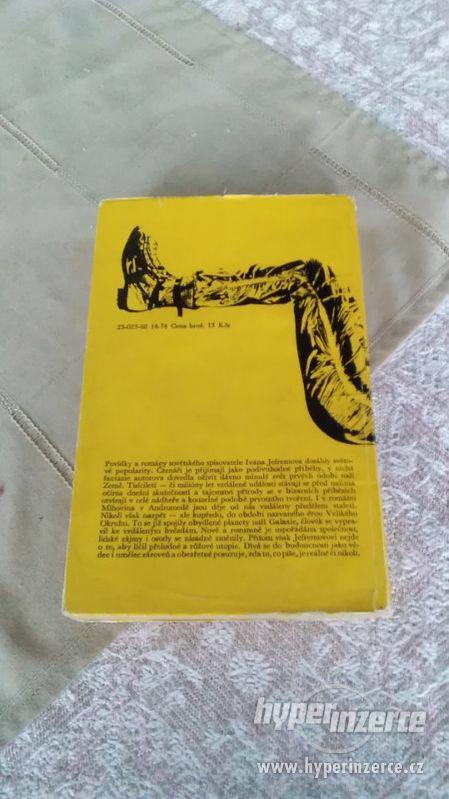 23-023-68 14-74 Cena brož. 13 Kčs
Povídky a romány sovětského spisovatele Ivana Jefremova dosáhly světo-
vé popularity. Čtenáři je přijímají jako podivuhodné příběhy, v nichž
fantazie autorova dovedla oživit dávno minulý svět prvých údobí naší
Země. Tisíciletí — či milióny let vzdálené události stávají se před našima
očima dnešní skutečností a tajemství přírody se v bizarních příbězích
otevírají v celé nádheře a kouzelné podobě prvotního tvoření. I v románu
Mlhovina v Andromedě jsou děje od nás vzdáleny předělem staletí.
Nikoli však nazpět — ale kupředu, do období nazvaného érou Velikého
Okruhu. To se již spojily obydlené planety naší Galaxie, člověk se vypra-
vil ke vzdáleným hvězdám. Nově a rozumně je uspořádána společnost,
lidské zájmy i osudy se zásadně změnily. Přitom však Jefremovovi nejde
o to, aby líčil přeludné a růžové utopie. Dívá se do budoucnosti jako vě-
dec i umělec zároveň a obezřetně posuzuje, zda to, co píše, je reálné či nikoli.
hyperinzerce
www.hyperinzerce.cz